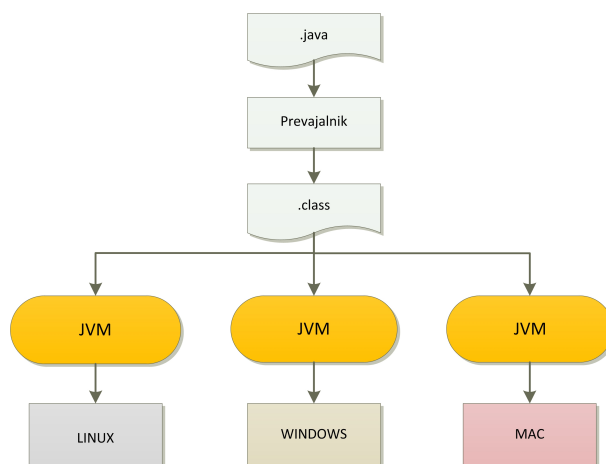 .java
Prevajalnik
.class
JVM
JVM
JVM
LINUX
WINDOWS
MAC